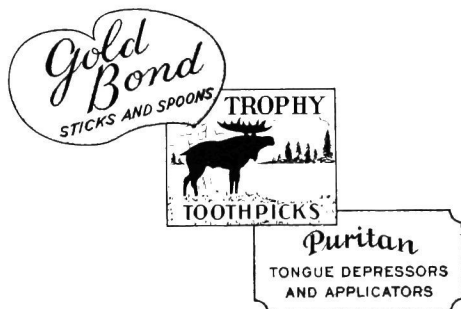 Gold
Bond
STICKS AND SPOONS
TROPHY
TOOTHPICKS
Puritan
TONGUE DEPRESSORS
AND APPLICATORS